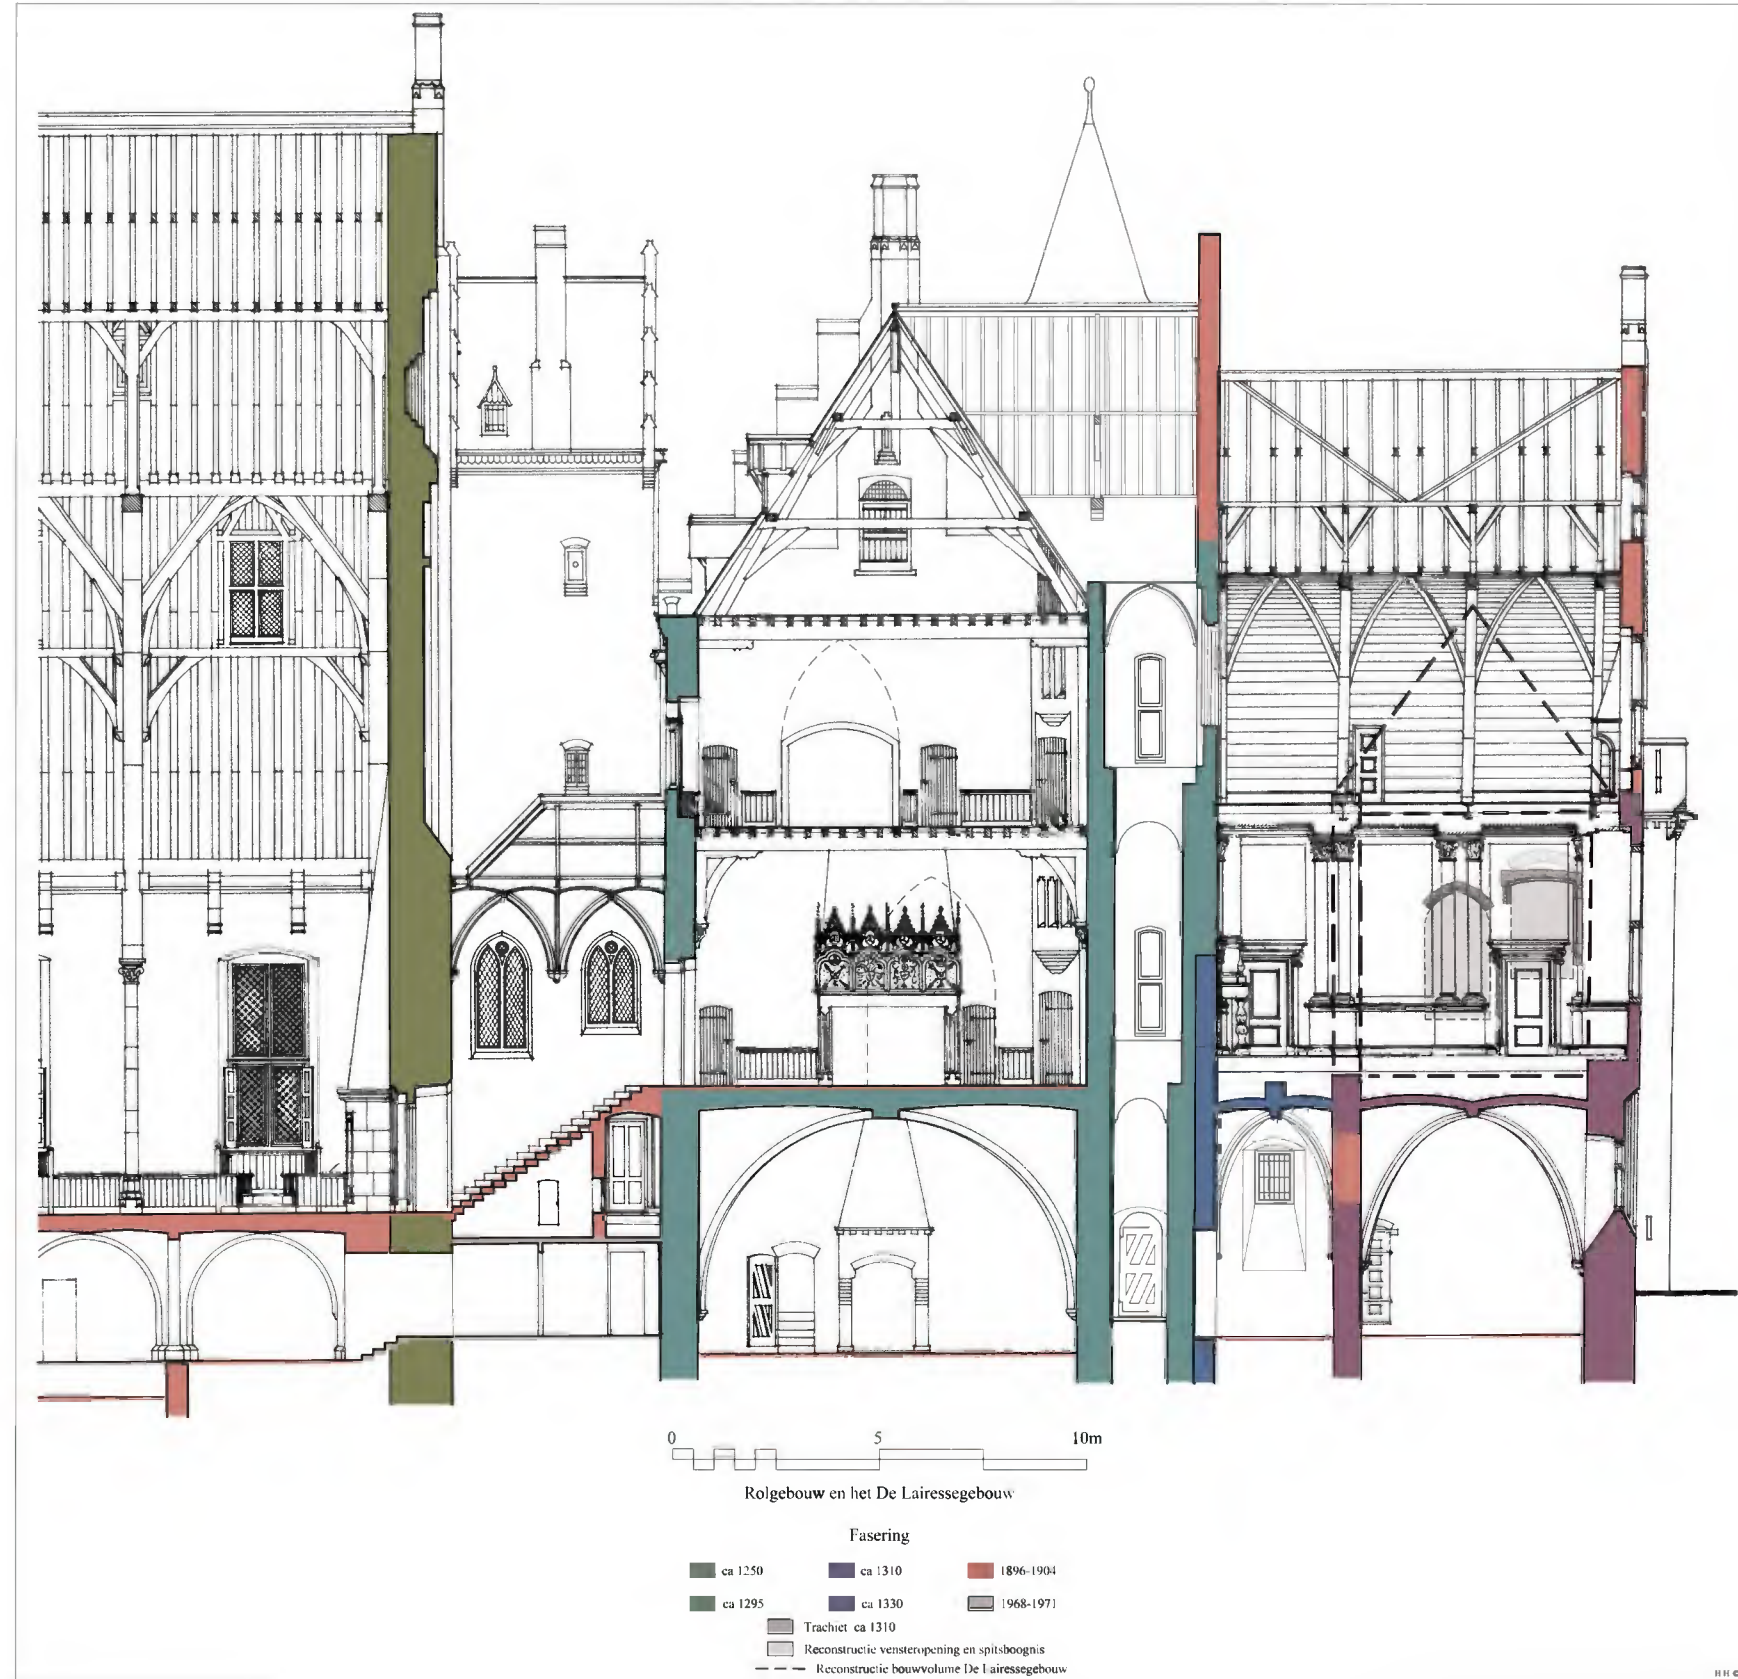 0 5 10m
Rolgebouw en het De Lairessegebouw
Fasering
ca 1250 ca 1310 1896-1904
ca 1295 ca 1330 1968-1971
Trachiet ca 1310
Reconstructie vensteropening en spitsboognis
Reconstructie bouwvolume De Lairessegebouw
HH ©